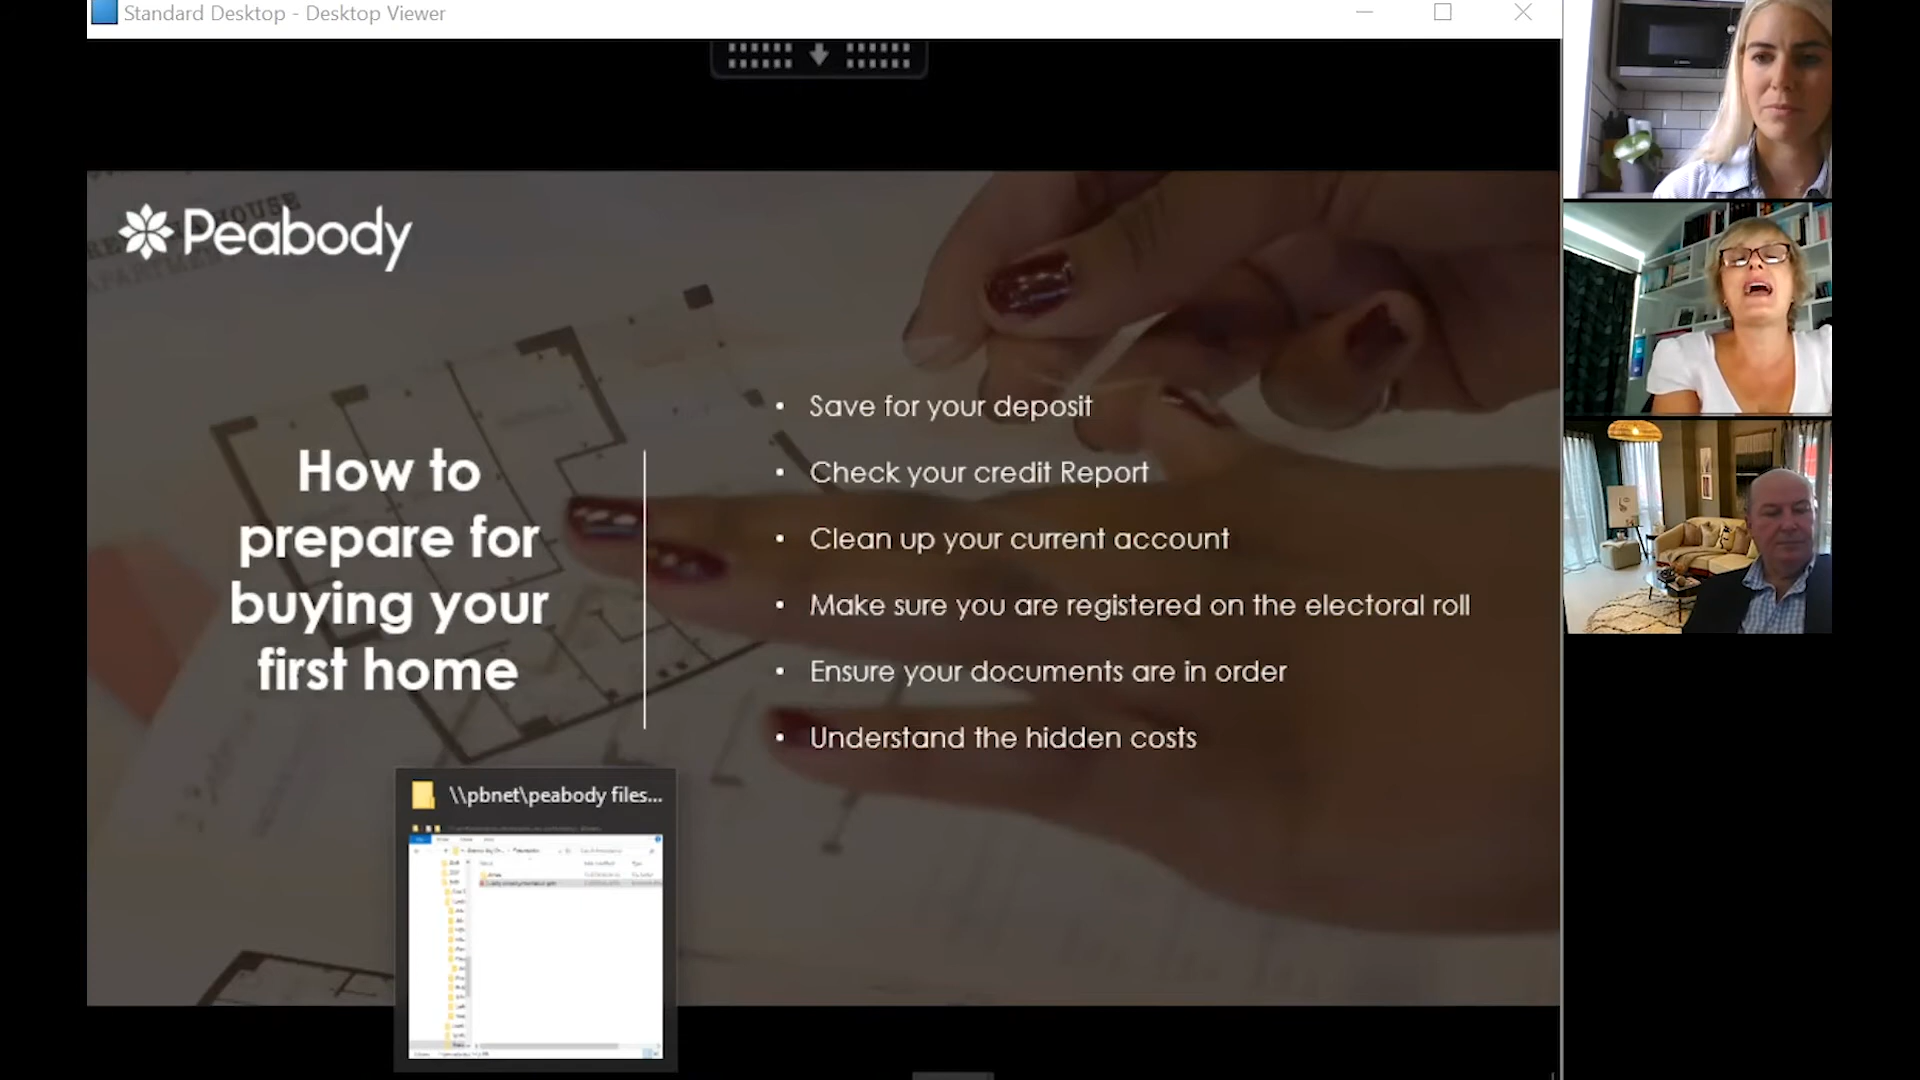 Standard Desktop - Desktop Viewer
Peabody
How to
prepare for
buying your
first home
• Save for your deposit
• Check your credit Report
• Clean up your current account
• Make sure you are registered on the electoral roll
• Ensure your documents are in order
• Understand the hidden costs
\\pbnet\peabody files...